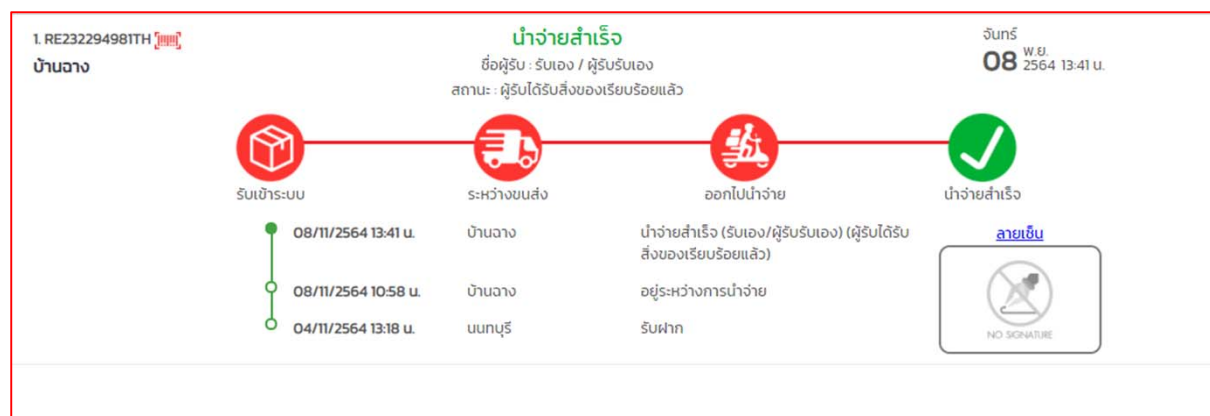 1. RE232294981TH
บ้านฉาง
นำจ่ายสำเร็จ
ชื่อผู้รับ : รับเอง / ผู้รับรับเอง
สถานะ : ผู้รับได้รับสิ่งของเรียบร้อยแล้ว
จันทร์
08 พ.ย.
2564 13:41 น.
รับเข้าระบบ
ระหว่างขนส่ง
ออกไปนำจ่าย
นำจ่ายสำเร็จ
08/11/2564 13:41 น. บ้านฉาง นำจ่ายสำเร็จ (รับเอง/ผู้รับรับเอง) (ผู้รับได้รับ
สิ่งของเรียบร้อยแล้ว)
08/11/2564 10:58 น. บ้านฉาง อยู่ระหว่างการนำจ่าย
04/11/2564 13:18 น. นนทบุรี รับฝาก
ลายเซ็น
NO SIGNATURE